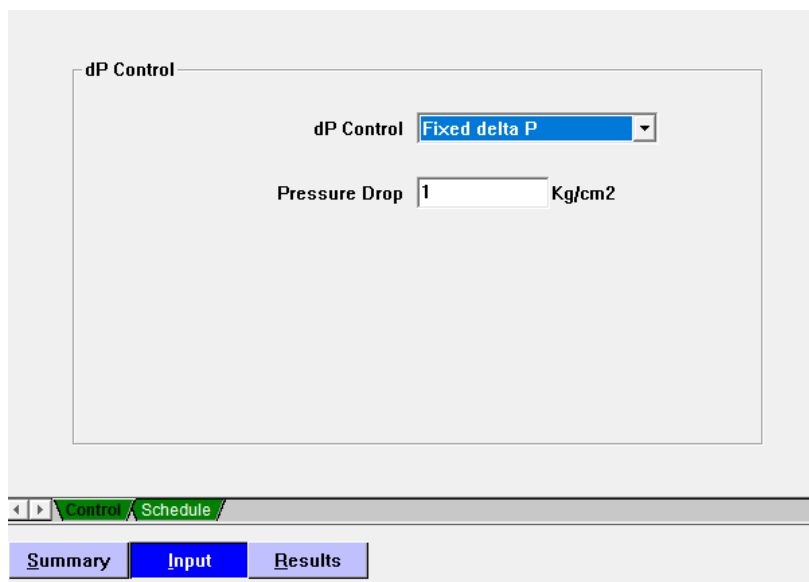 dP Control
dP Control Fixed delta P
Pressure Drop 1 Kg/cm2
Control Schedule
Summary Input Results